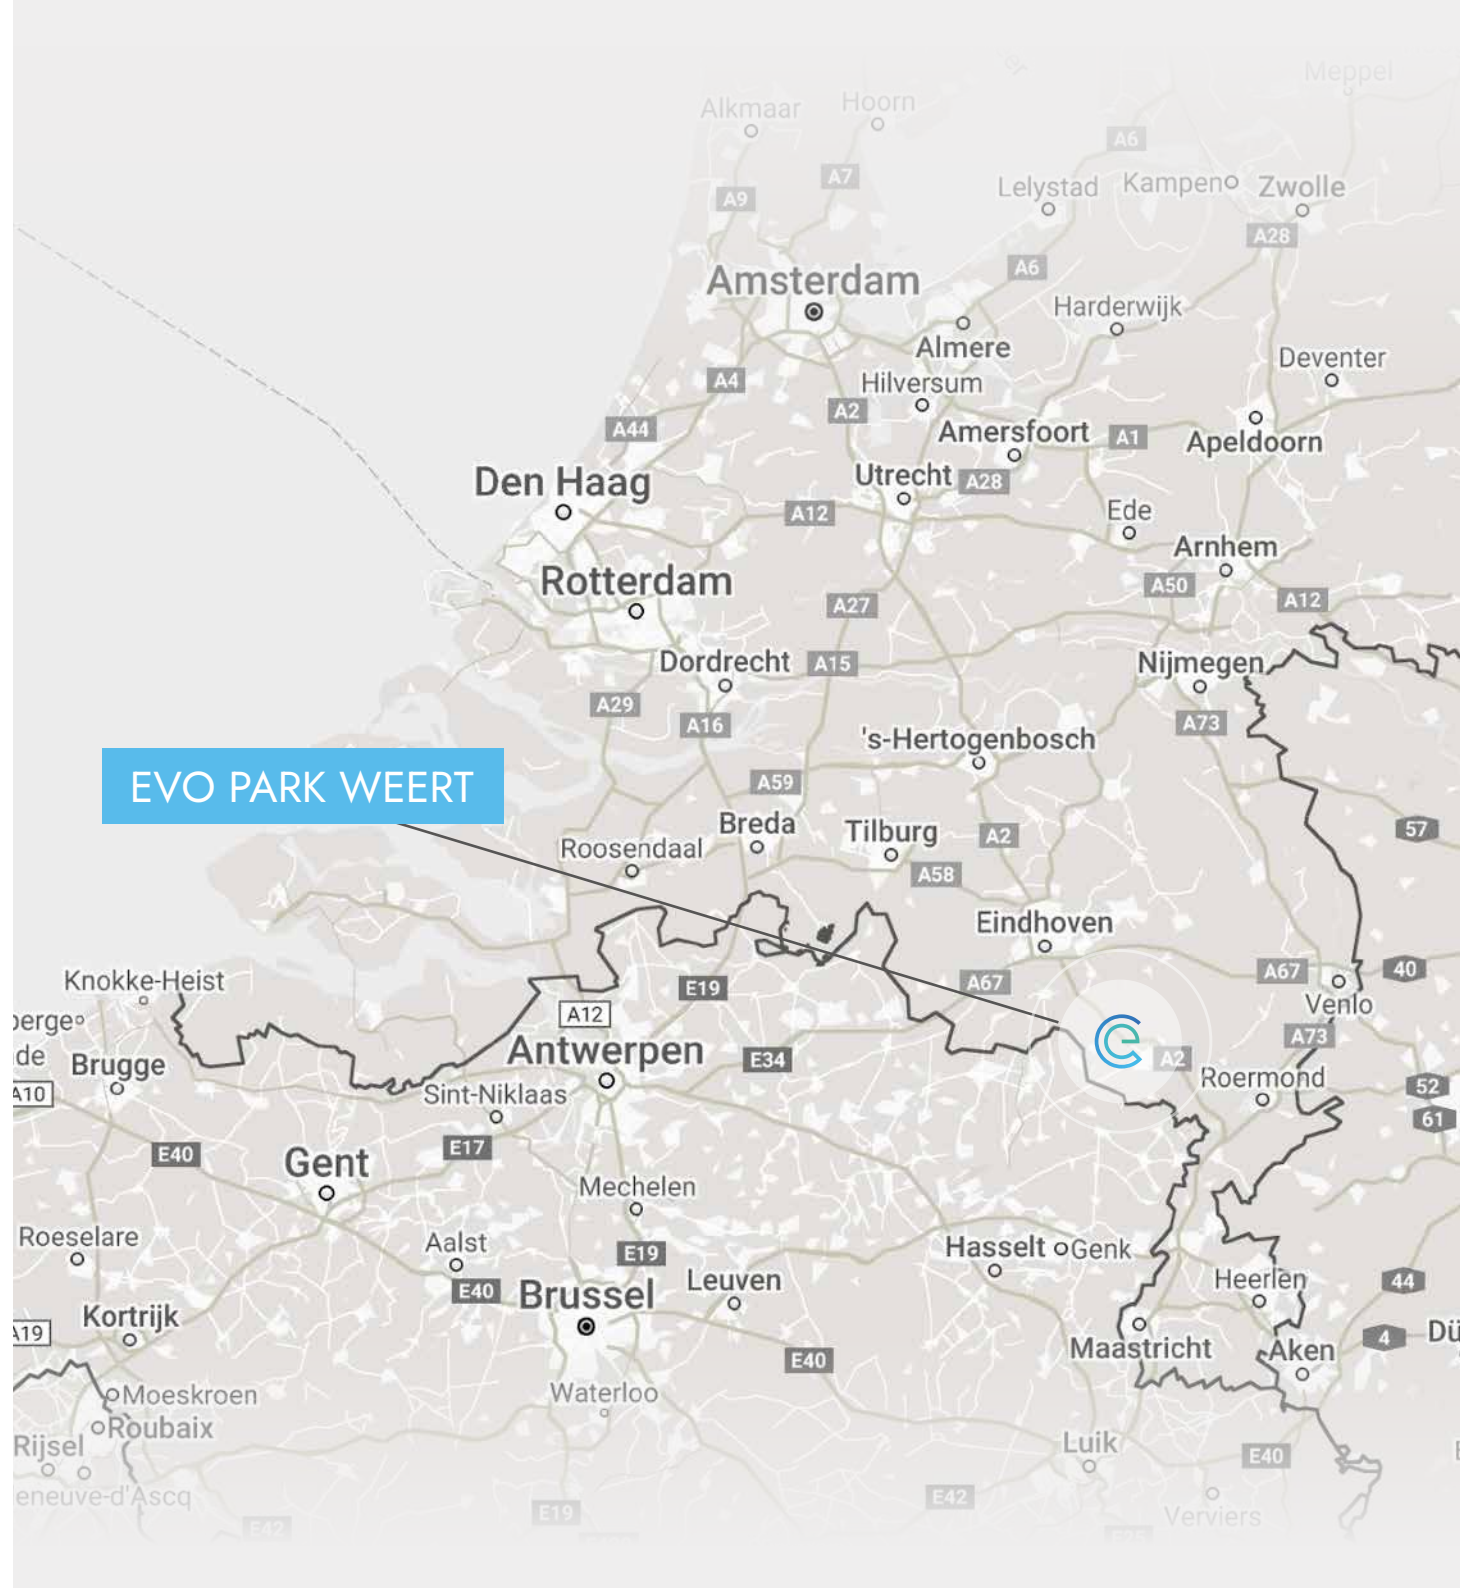 Meppel
Alkmaar
Hoorn
A6
A7
Lelystad
Kampen
Zwolle
A9
A28
A6
Amsterdam
Harderwijk
Almere
Deventer
A4
Hilversum
A2
A44
Amersfoort
A1
Apeldoorn
Den Haag
Utrecht
A28
A12
Ede
Arnhem
Rotterdam
A50
A27
A12
Dordrecht
A15
Nijmegen
A29
A16
A73
's-Hertogenbosch
EVO PARK WEERT
A59
Breda
Tilburg
A2
57
Roosendaal
A58
Eindhoven
Knokke-Heist
E19
A67
A67
40
Venlo
A12
berge
de
Brugge
Antwerpen
E34
A2
A73
Roermond
A10
Sint-Niklaas
52
61
E40
Gent
E17
Mechelen
Roeselare
Aalst
E19
Hasselt
Genk
E40
Brussel
Leuven
Heerlen
44
Kortrijk
A19
Maastricht
Aken
4
Dü
E40
Moeskroen
Waterloo
Roubaix
Rijsel
Luik
E40
eneuve-d'Ascq
E42
E19
Verviers
E42
E25